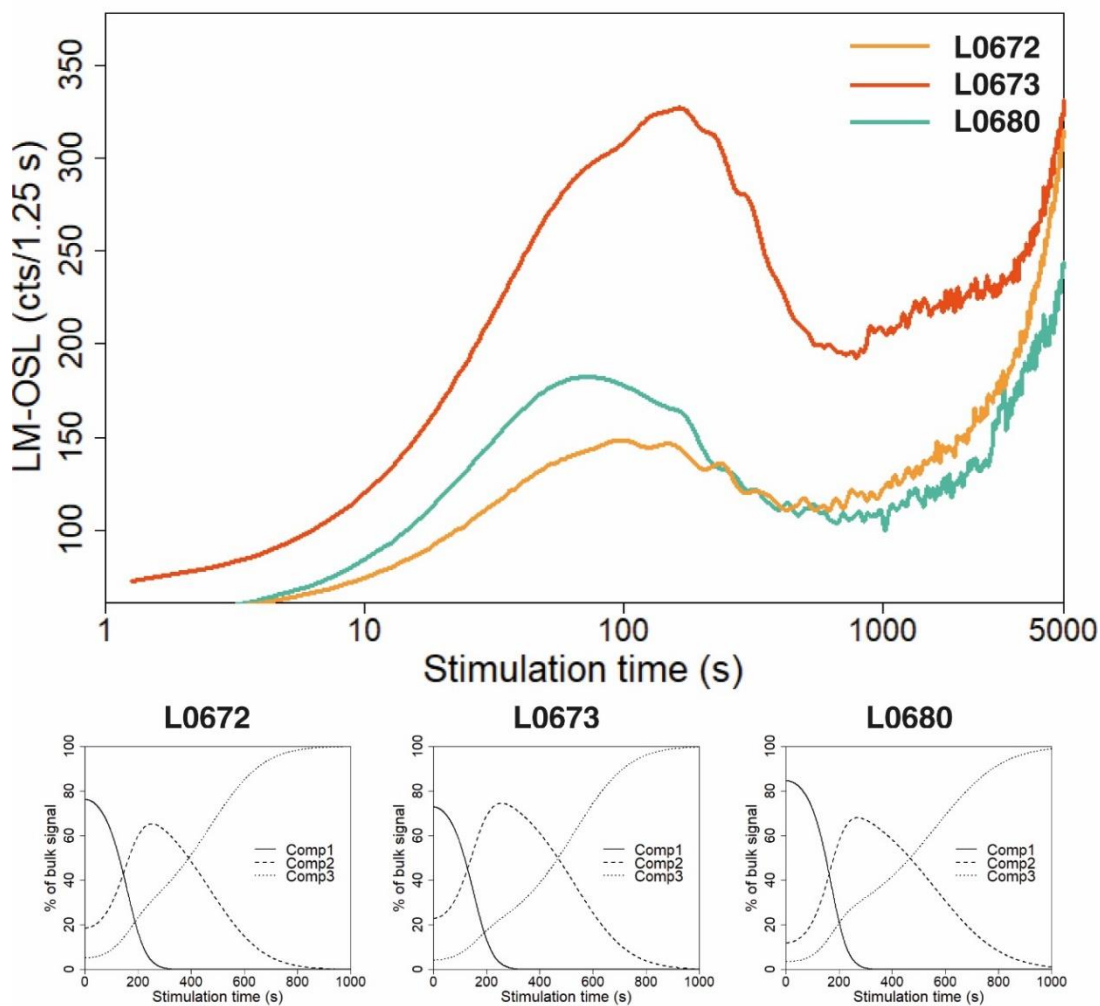 LM-OSL (cts/1.25 s)
350
300
250
200
150
100
L0672
L0673
L0680
1 10 100 1000 5000
Stimulation time (s)
L0672
% of bulk signal
100
80
60
40
20
0
Comp1
Comp2
Comp3
0 200 400 600 800 1000
Stimulation time (s)
L0673
% of bulk signal
100
80
60
40
20
0
Comp1
Comp2
Comp3
0 200 400 600 800 1000
Stimulation time (s)
L0680
% of bulk signal
100
80
60
40
20
0
Comp1
Comp2
Comp3
0 200 400 600 800 1000
Stimulation time (s)